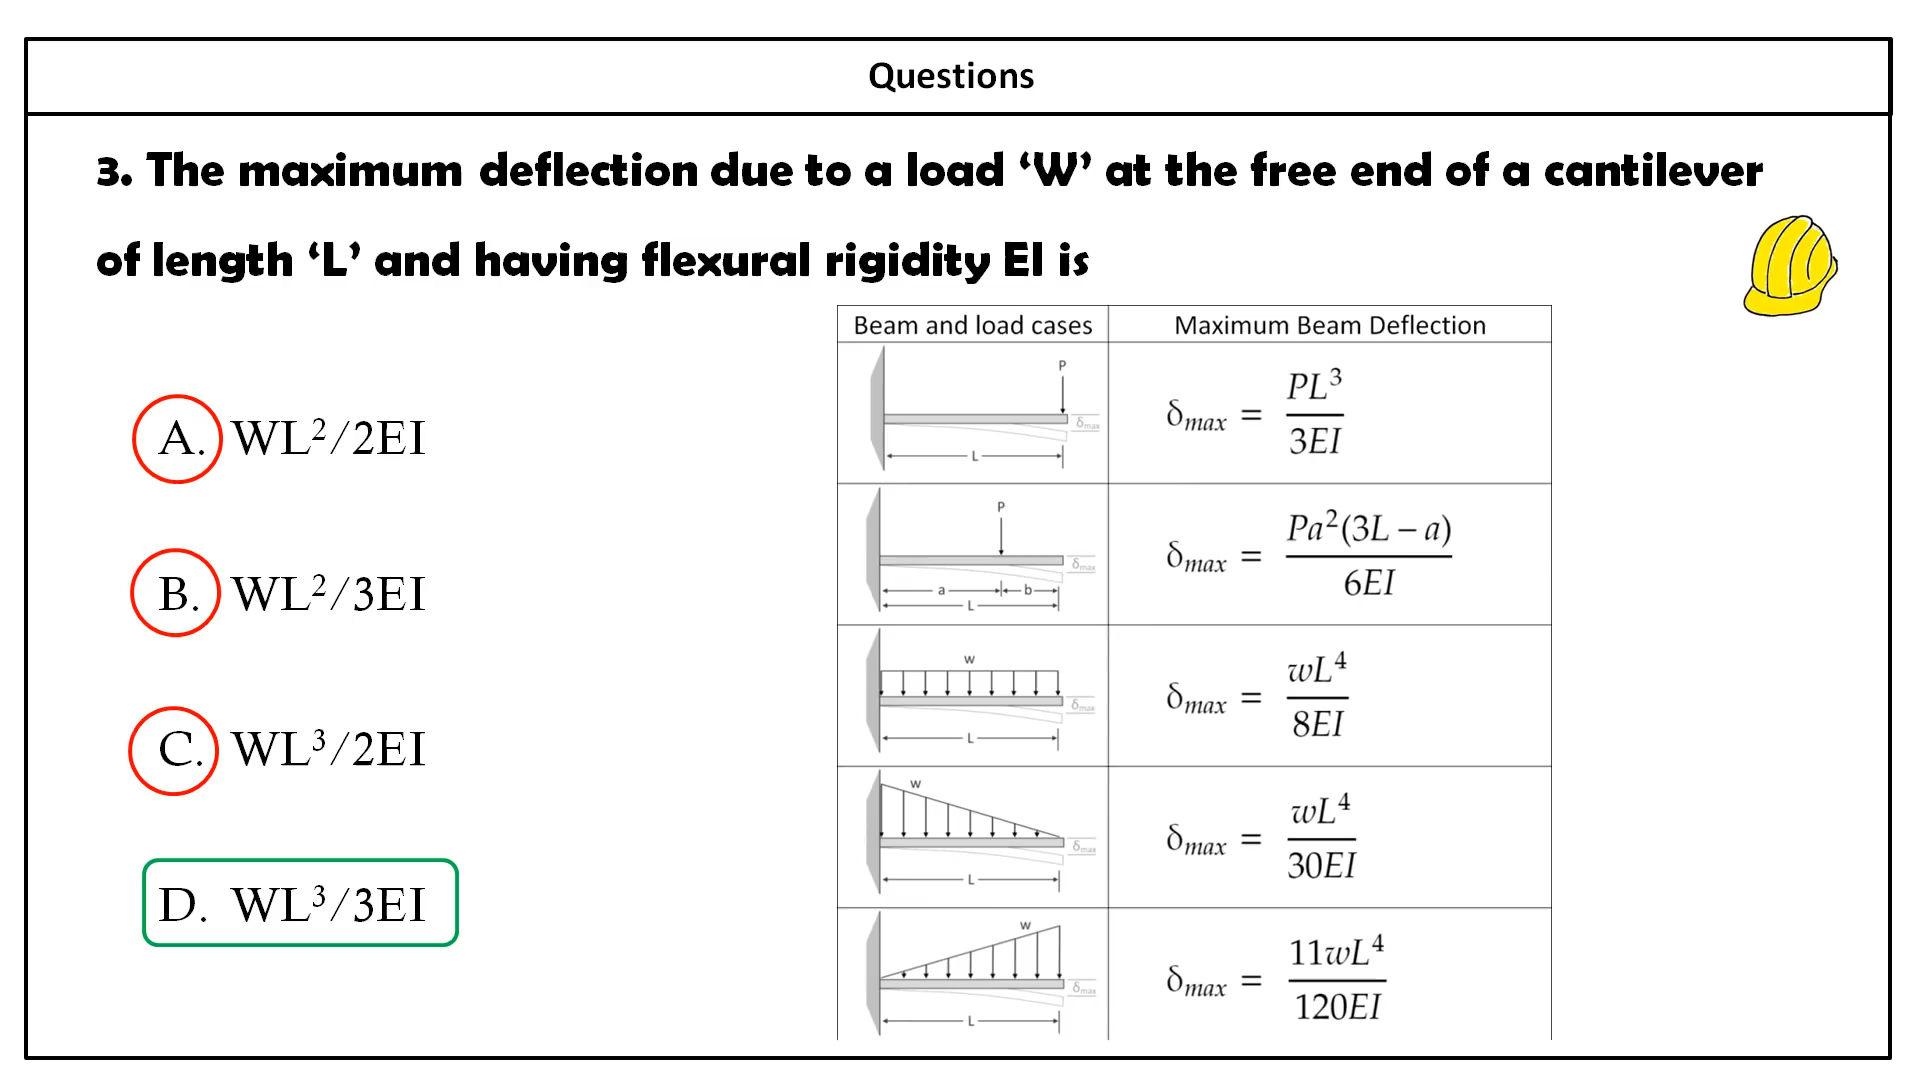 Questions
3. The maximum deflection due to a load ‘W’ at the free end of a cantilever
of length ‘L’ and having flexural rigidity EI is
A. WL²/2EI
B. WL²/3EI
C. WL³/2EI
D. WL³/3EI
Beam and load cases
Maximum Beam Deflection
P
δmax
L
δmax = PL³/3EI
P
δmax
a
b
L
δmax = Pa²(3L – a)/6EI
w
δmax
L
δmax = wL⁴/8EI
w
δmax
L
δmax = wL⁴/30EI
w
δmax
L
δmax = 11wL⁴/120EI